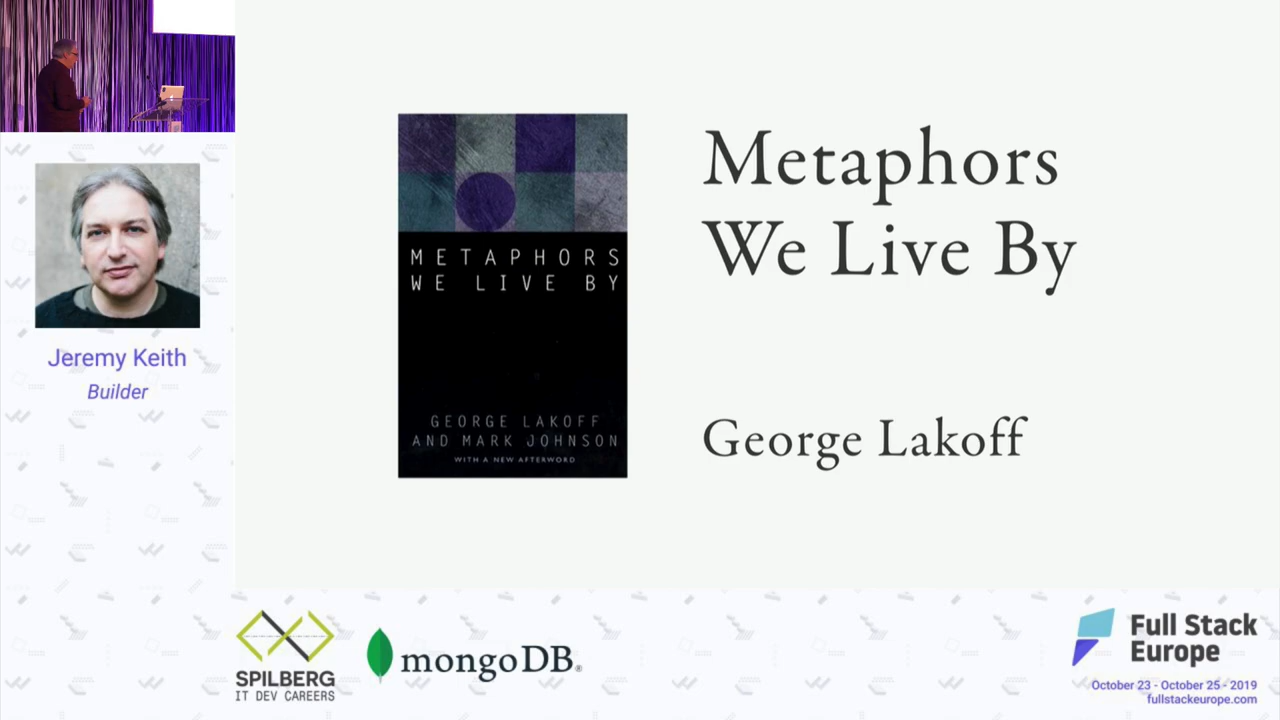 METAPHORS
WE LIVE BY
GEORGE LAKOFF
AND MARK JOHNSON
WITH A NEW AFTERWORD
Metaphors
We Live By
George Lakoff
Jeremy Keith
Builder
SPILBERG
IT DEV CAREERS
mongoDB®
Full Stack
Europe
October 23 - October 25 - 2019
fullstackeurope.com